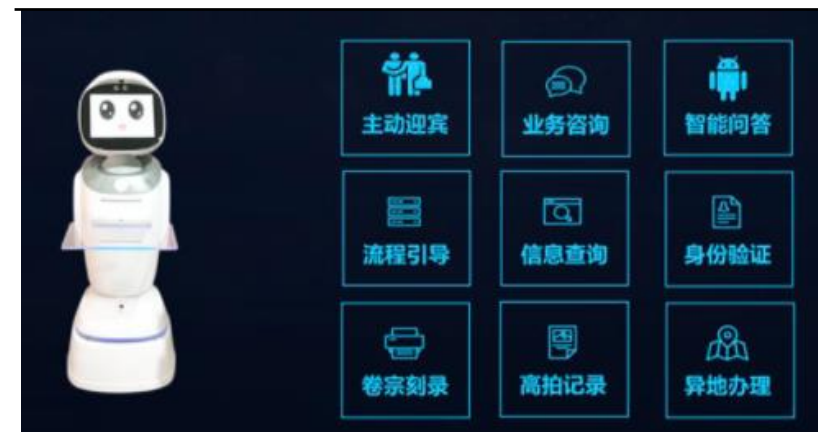 主动迎宾
业务咨询
智能问答
流程引导
信息查询
身份验证
卷宗刻录
高拍记录
异地办理